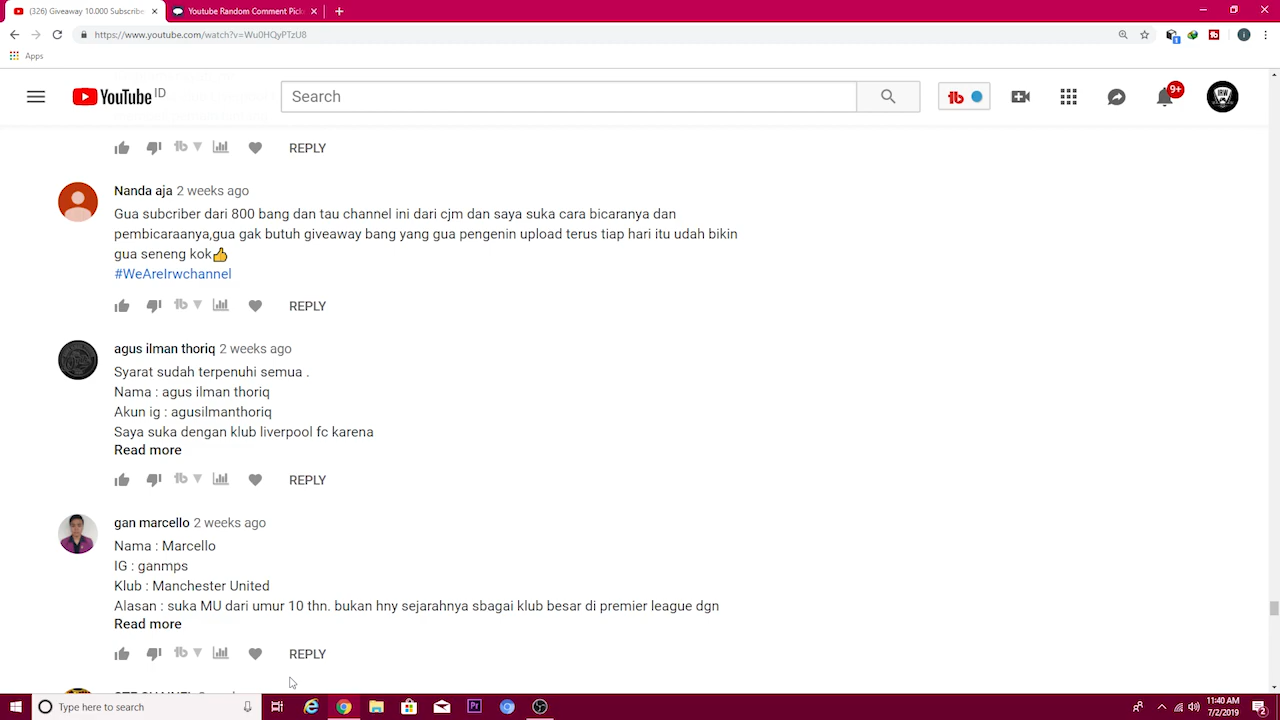 (326) Giveaway 10.000 Subscribe
Youtube Random Comment Pick
https://www.youtube.com/watch?v=Wu0HQyPTzU8
Apps
YouTube ID
Search
9+
REPLY
Nanda aja 2 weeks ago
Gua subcriber dari 800 bang dan tau channel ini dari cjm dan saya suka cara bicaranya dan
pembicaraanya,gua gak butuh giveaway bang yang gua pengenin upload terus tiap hari itu udah bikin
gua seneng kok👍
#WeAreIrwchannel
REPLY
agus ilman thoriq 2 weeks ago
Syarat sudah terpenuhi semua .
Nama : agus ilman thoriq
Akun ig : agusilmanthoriq
Saya suka dengan klub liverpool fc karena
Read more
REPLY
gan marcello 2 weeks ago
Nama : Marcello
IG : ganmps
Klub : Manchester United
Alasan : suka MU dari umur 10 thn. bukan hny sejarahnya sbagai klub besar di premier league dgn
Read more
REPLY
Type here to search
11:40 AM
7/2/2019
2